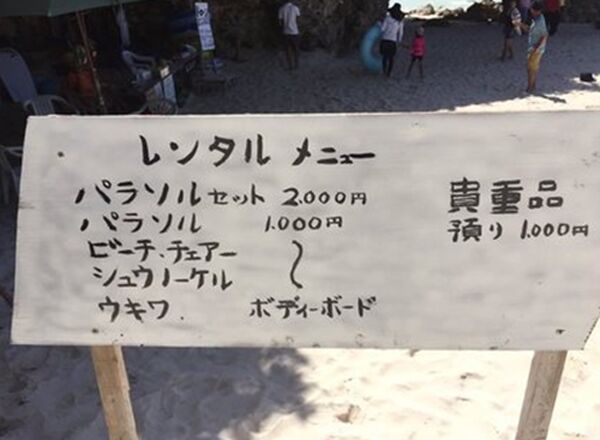 レンタル メニュー
パラソルセット 2.000円
パラソル 1.000円
ビーチ.チェアー 〜
シュウノーケル
ウキワ. ボディーボード
貴重品
預り 1.000円